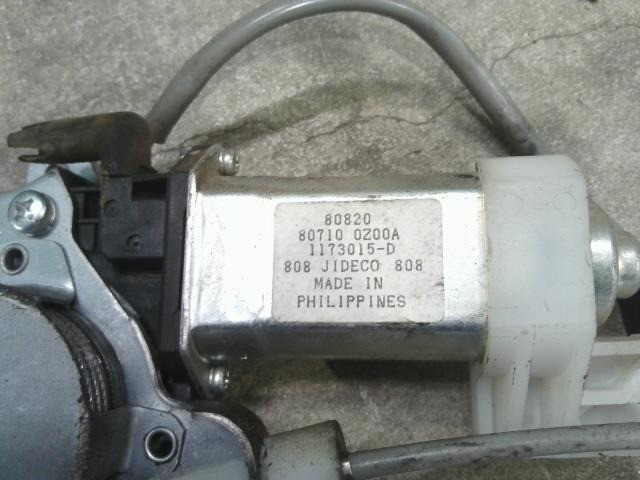 80820
80710 0Z00A
1173015-D
808 JIDECO 808
MADE IN
PHILIPPINES